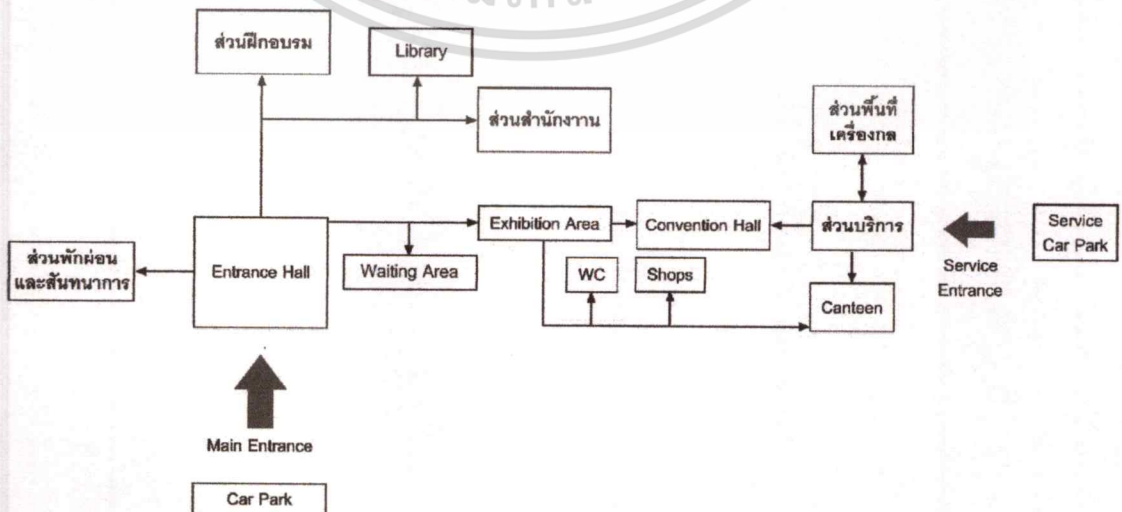 ส่วนฝึกอบรม
Library
ส่วนสำนักงาาน
ส่วนพื้นที่
เครื่องกล
ส่วนพักผ่อน
และสันทนาการ
Entrance Hall
Waiting Area
Exhibition Area
Convention Hall
ส่วนบริการ
Service
Car Park
Service
Entrance
WC
Shops
Canteen
Main Entrance
Car Park